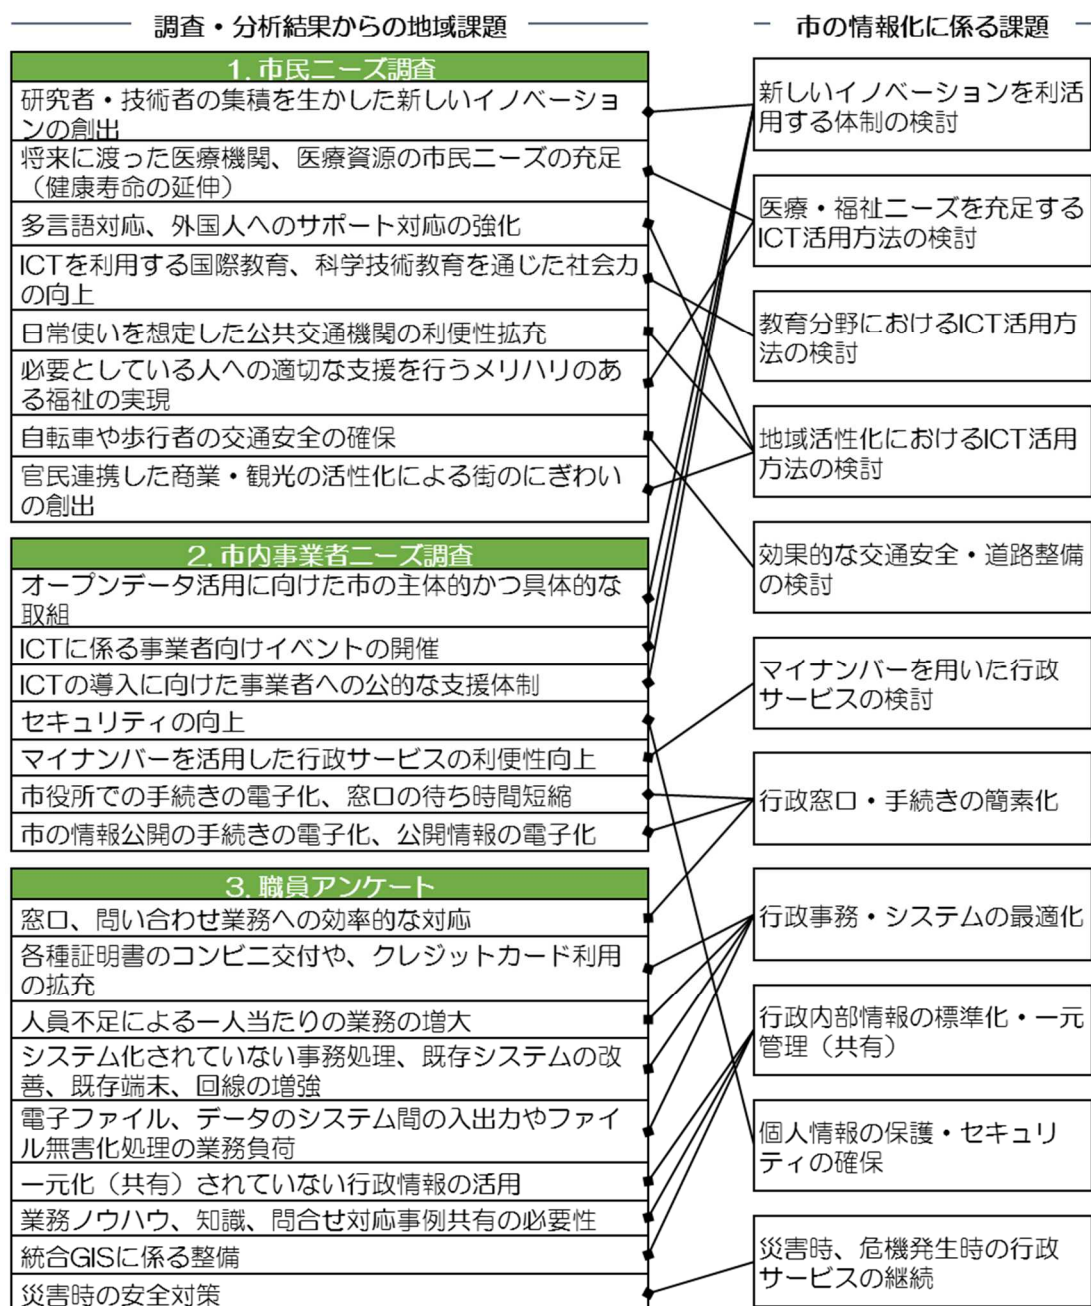 調査・分析結果からの地域課題
1. 市民ニーズ調査
研究者・技術者の集積を生かした新しいイノベーショ
ンの創出
将来に渡った医療機関、医療資源の市民ニーズの充足
（健康寿命の延伸）
多言語対応、外国人へのサポート対応の強化
ICTを利用する国際教育、科学技術教育を通じた社会力
の向上
日常使いを想定した公共交通機関の利便性拡充
必要としている人への適切な支援を行うメリハリのあ
る福祉の実現
自転車や歩行者の交通安全の確保
官民連携した商業・観光の活性化による街のにぎわい
の創出
2. 市内事業者ニーズ調査
オープンデータ活用に向けた市の主体的かつ具体的な
取組
ICTに係る事業者向けイベントの開催
ICTの導入に向けた事業者への公的な支援体制
セキュリティの向上
マイナンバーを活用した行政サービスの利便性向上
市役所での手続きの電子化、窓口の待ち時間短縮
市の情報公開の手続きの電子化、公開情報の電子化
3. 職員アンケート
窓口、問い合わせ業務への効率的な対応
各種証明書のコンビニ交付や、クレジットカード利用
の拡充
人員不足による一人当たりの業務の増大
システム化されていない事務処理、既存システムの改
善、既存端末、回線の増強
電子ファイル、データのシステム間の入出力やファイ
ル無害化処理の業務負荷
一元化（共有）されていない行政情報の活用
業務ノウハウ、知識、問合せ対応事例共有の必要性
統合GISに係る整備
災害時の安全対策
市の情報化に係る課題
新しいイノベーションを利活
用する体制の検討
医療・福祉ニーズを充足する
ICT活用方法の検討
教育分野におけるICT活用方
法の検討
地域活性化におけるICT活用
方法の検討
効果的な交通安全・道路整備
の検討
マイナンバーを用いた行政
サービスの検討
行政窓口・手続きの簡素化
行政事務・システムの最適化
行政内部情報の標準化・一元
管理（共有）
個人情報の保護・セキュリ
ティの確保
災害時、危機発生時の行政
サービスの継続